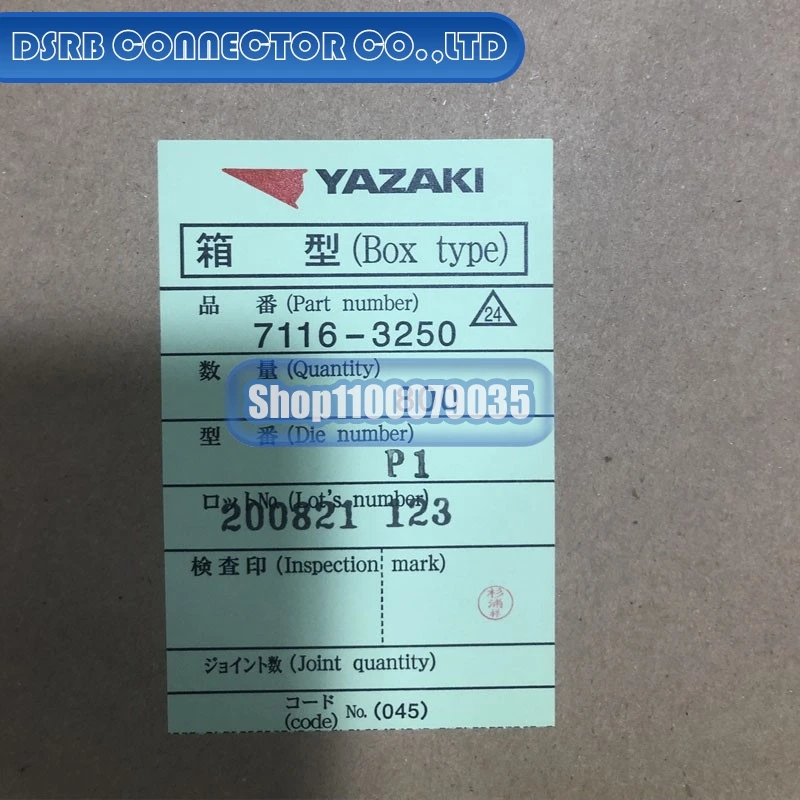 DSRB CONNECTOR CO.,LTD
YAZAKI
箱 型 (Box type)
品 番 (Part number)
24
7116-3250
数 量 (Quantity)
Shop1100079035
型 番 (Die number)
P1
ロットNo. (Lot's number)
200821 123
検査印 (Inspection mark)
杉浦
ジョイント数 (Joint quantity)
コード
(code) No. (045)